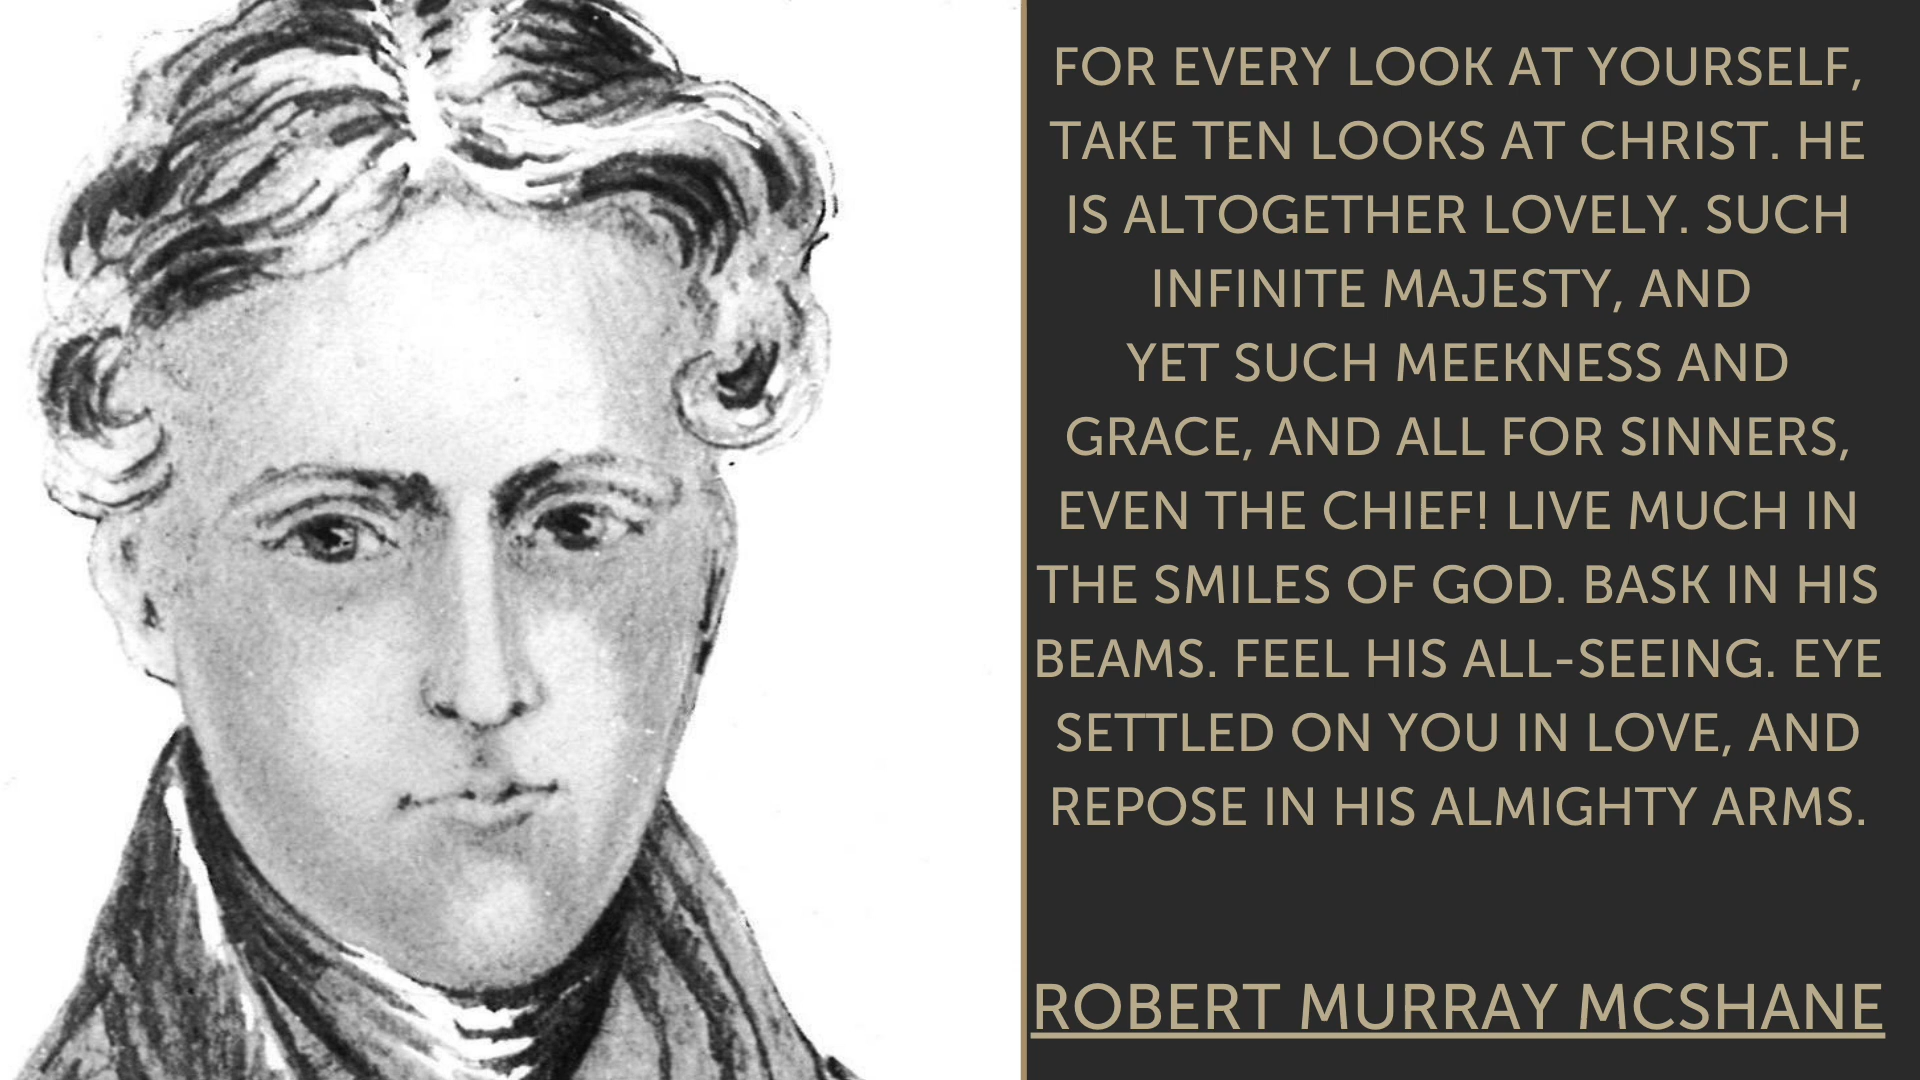 FOR EVERY LOOK AT YOURSELF,
TAKE TEN LOOKS AT CHRIST. HE
IS ALTOGETHER LOVELY. SUCH
INFINITE MAJESTY, AND
YET SUCH MEEKNESS AND
GRACE, AND ALL FOR SINNERS,
EVEN THE CHIEF! LIVE MUCH IN
THE SMILES OF GOD. BASK IN HIS
BEAMS. FEEL HIS ALL-SEEING. EYE
SETTLED ON YOU IN LOVE, AND
REPOSE IN HIS ALMIGHTY ARMS.
ROBERT MURRAY MCSHANE